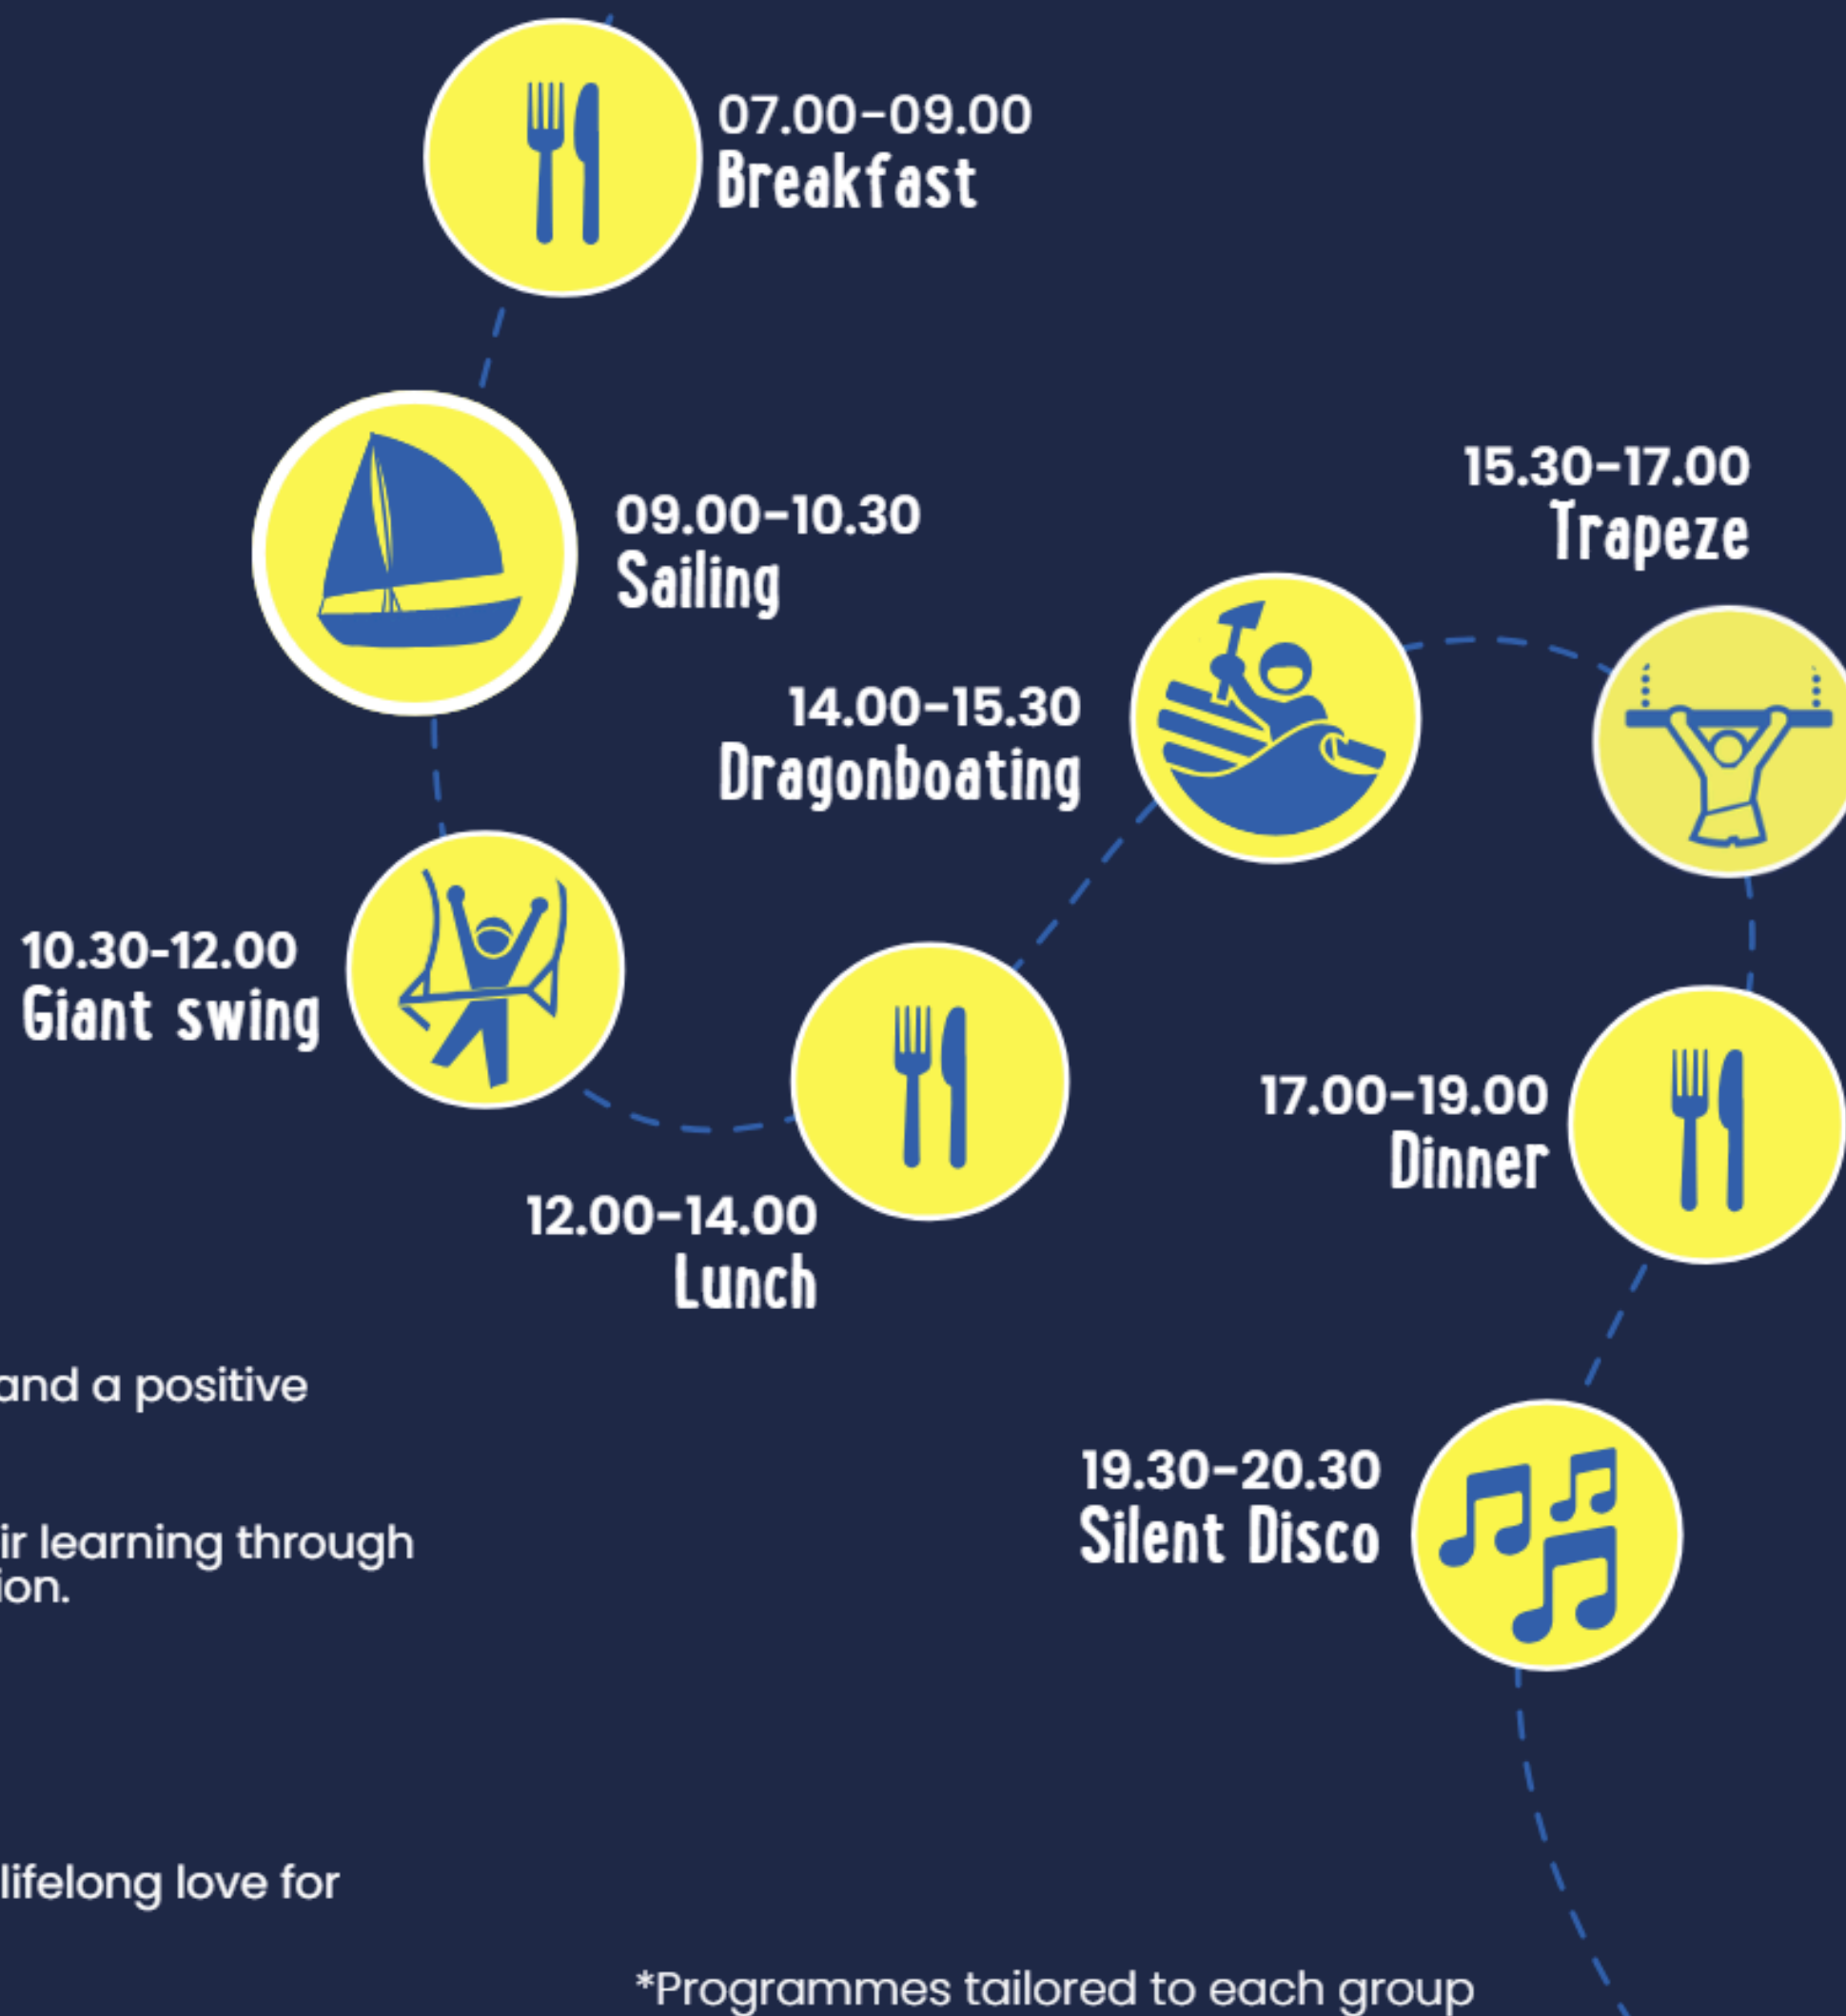 07.00-09.00
Breakfast
09.00-10.30
Sailing
10.30-12.00
Giant swing
12.00-14.00
Lunch
14.00-15.30
Dragonboating
15.30-17.00
Trapeze
17.00-19.00
Dinner
19.30-20.30
Silent Disco
and a positive
ir learning through
ion.
lifelong love for
*Programmes tailored to each group